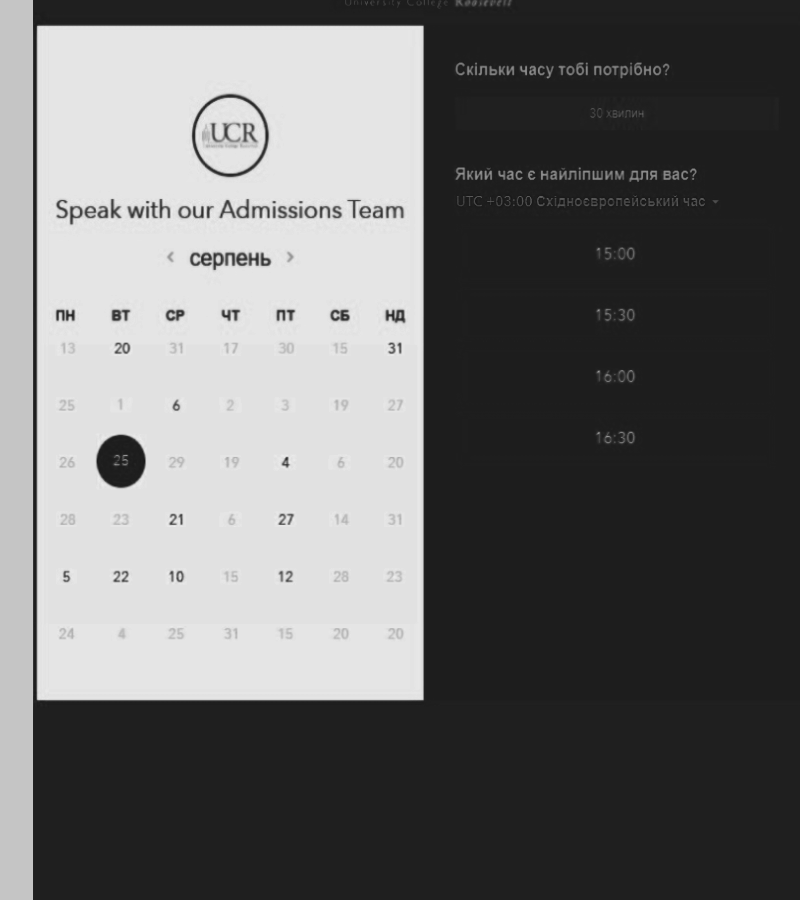 University College Roosevelt
UCR
Speak with our Admissions Team
< серпень >
ПН ВТ СР ЧТ ПТ СБ НД
13 20 31 17 30 15 31
25 1 6 2 3 19 27
26 25 29 19 4 6 20
28 23 21 6 27 14 31
5 22 10 15 12 28 23
24 4 25 31 15 20 20
Скільки часу тобі потрібно?
30 хвилин
Який час є найліпшим для вас?
UTC +03:00 Східноєвропейський час
15:00
15:30
16:00
16:30